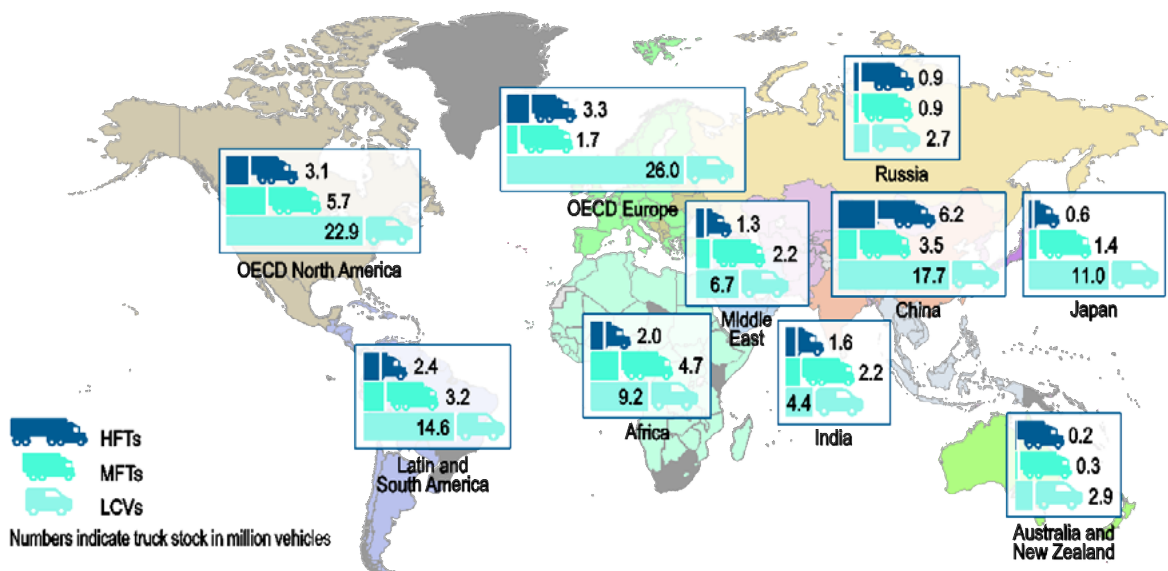 0.9
0.9
2.7
Russia
3.3
1.7
26.0
OECD Europe
3.1
5.7
22.9
OECD North America
1.3
2.2
6.7
Middle
East
6.2
3.5
17.7
China
0.6
1.4
11.0
Japan
2.4
3.2
14.6
Latin and
South America
2.0
4.7
9.2
Africa
1.6
2.2
4.4
India
0.2
0.3
2.9
Australia and
New Zealand
HFTs
MFTs
LCVs
Numbers indicate truck stock in million vehicles